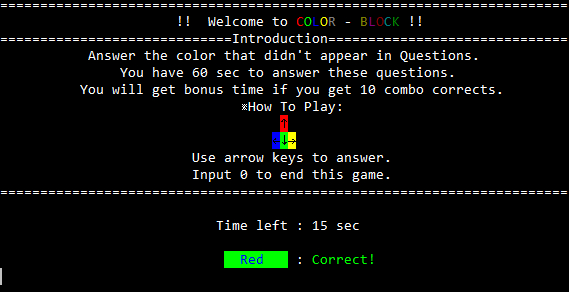 =======================================================================
!!  Welcome to COLOR - BLOCK !!
=============================Introduction==============================
Answer the color that didn't appear in Questions.
You have 60 sec to answer these questions.
You will get bonus time if you get 10 combo corrects.
※How To Play:
↑
←↓→
Use arrow keys to answer.
Input 0 to end this game.
=======================================================================
Time left : 15 sec
Red : Correct!